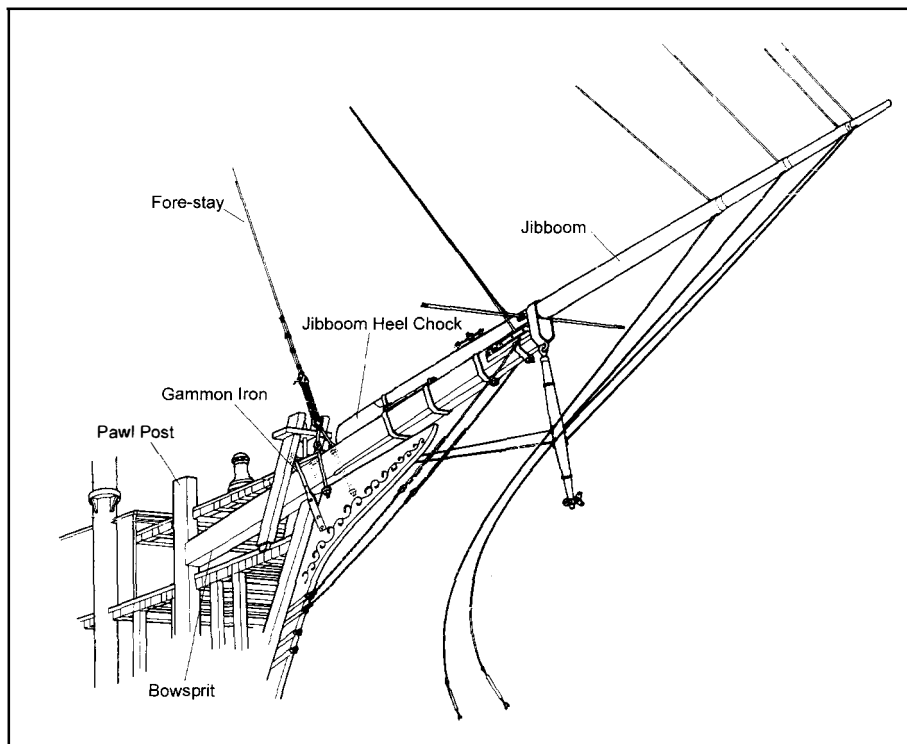 Fore-stay
Jibboom
Jibboom Heel Chock
Gammon Iron
Pawl Post
Bowsprit